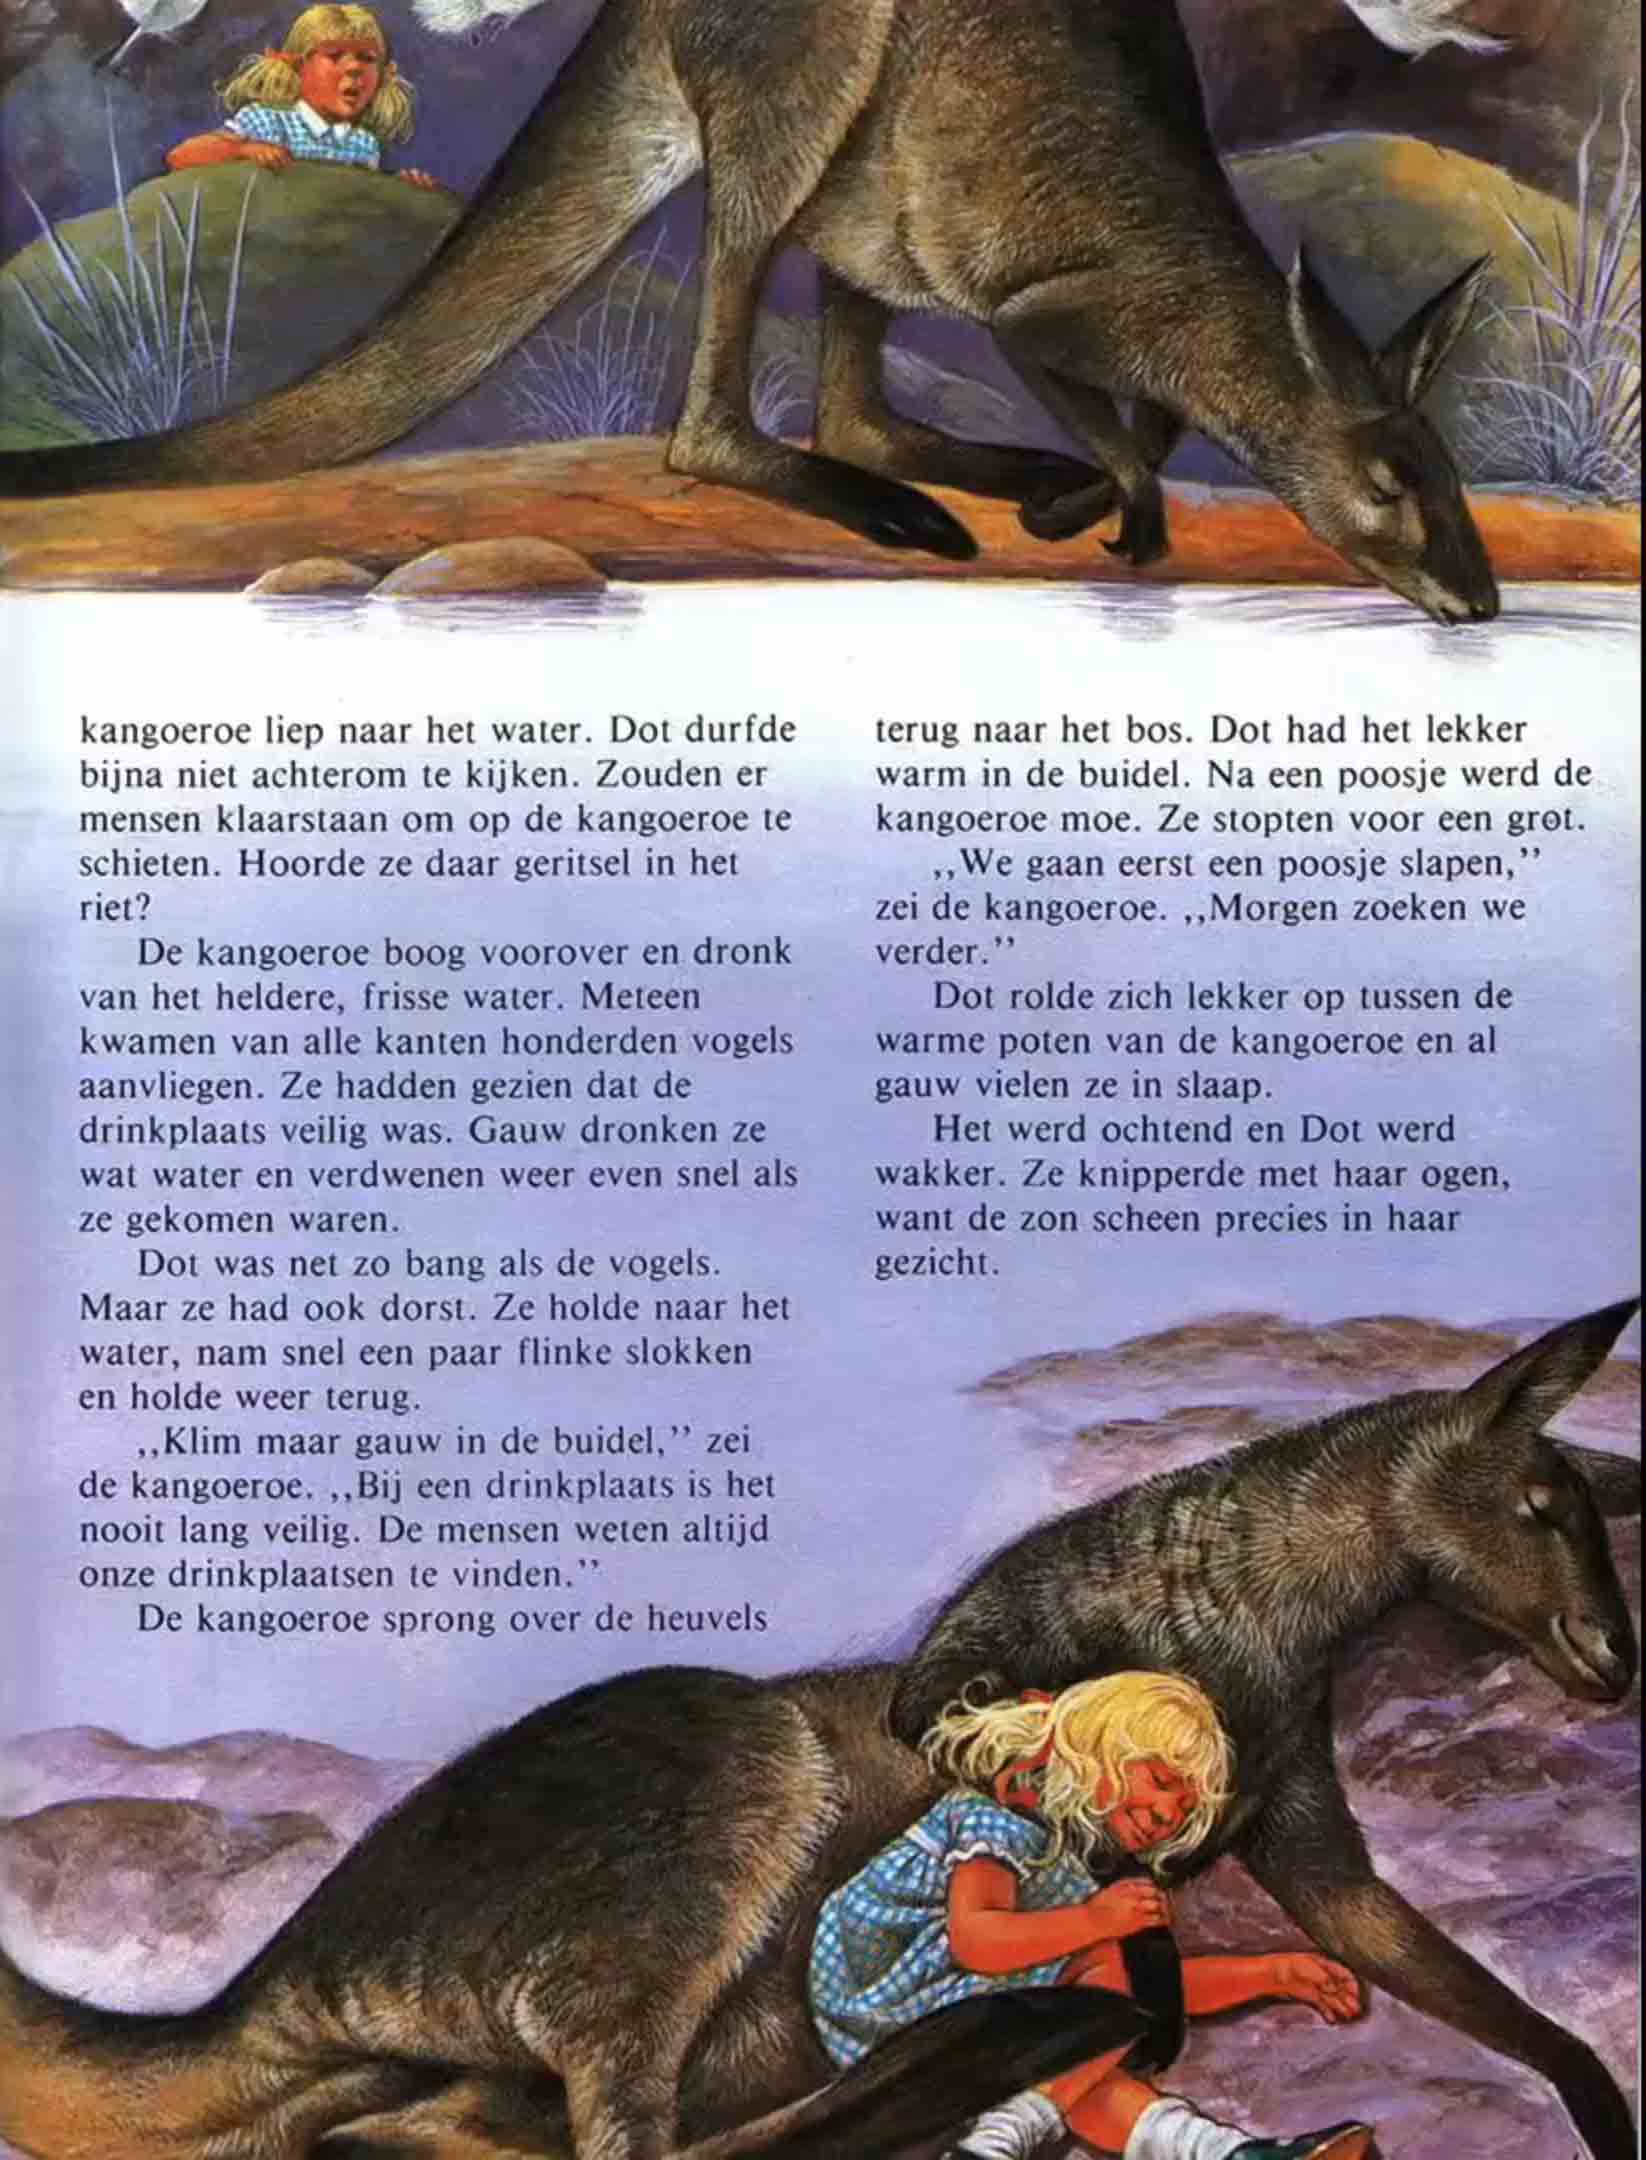 kangoeroe liep naar het water. Dot durfde
bijna niet achterom te kijken. Zouden er
mensen klaarstaan om op de kangoeroe te
schieten. Hoorde ze daar geritsel in het
riet?
De kangoeroe boog voorover en dronk
van het heldere, frisse water. Meteen
kwamen van alle kanten honderden vogels
aanvliegen. Ze hadden gezien dat de
drinkplaats veilig was. Gauw dronken ze
wat water en verdwenen weer even snel als
ze gekomen waren.
Dot was net zo bang als de vogels.
Maar ze had ook dorst. Ze holde naar het
water, nam snel een paar flinke slokken
en holde weer terug.
,,Klim maar gauw in de buidel,’’ zei
de kangoeroe. ,,Bij een drinkplaats is het
nooit lang veilig. De mensen weten altijd
onze drinkplaatsen te vinden.’’
De kangoeroe sprong over de heuvels
terug naar het bos. Dot had het lekker
warm in de buidel. Na een poosje werd de
kangoeroe moe. Ze stopten voor een grot.
,,We gaan eerst een poosje slapen,’’
zei de kangoeroe. ,,Morgen zoeken we
verder.’’
Dot rolde zich lekker op tussen de
warme poten van de kangoeroe en al
gauw vielen ze in slaap.
Het werd ochtend en Dot werd
wakker. Ze knipperde met haar ogen,
want de zon scheen precies in haar
gezicht.